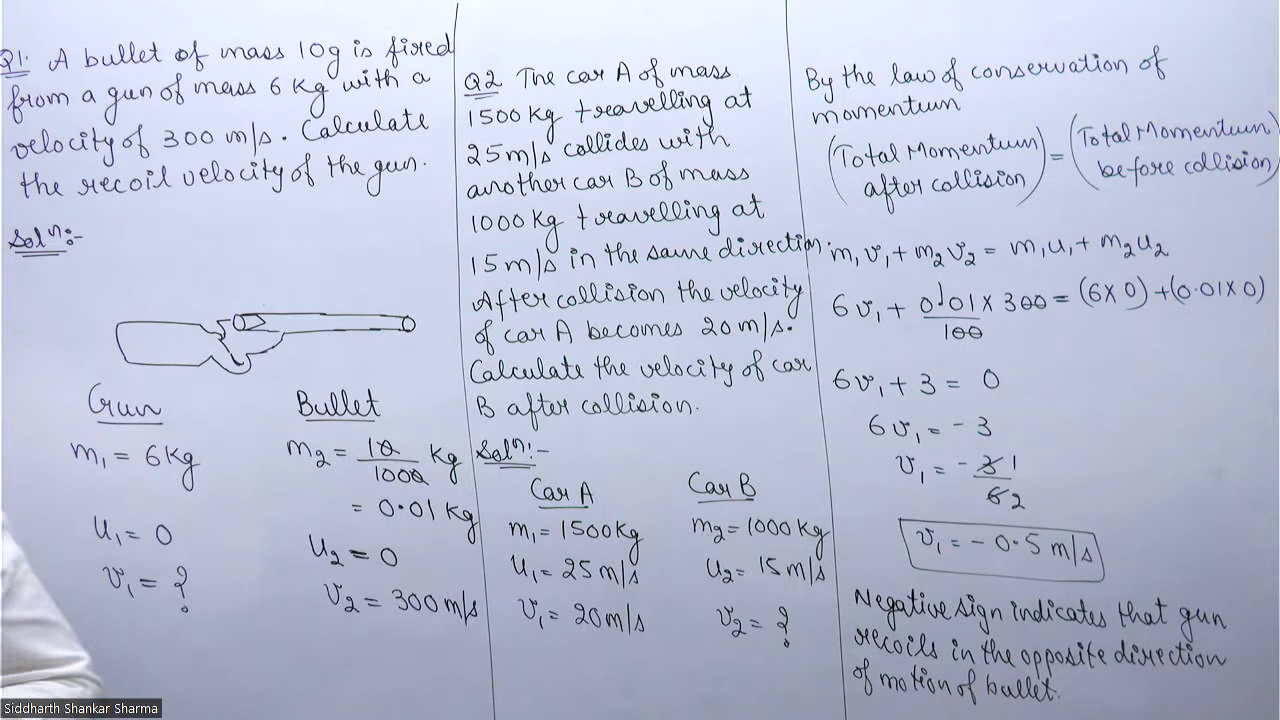 Q1. A bullet of mass 10g is fired
from a gun of mass 6 Kg with a
velocity of 300 m/s. Calculate
the recoil velocity of the gun.
Solⁿ:-
Gun
m₁ = 6Kg
u₁ = 0
v₁ = ?
Bullet
m₂ = 10/1000 Kg
= 0.01 Kg
u₂ = 0
v₂ = 300 m/s
Q2 The car A of mass
1500 Kg travelling at
25m/s collides with
another car B of mass
1000 Kg travelling at
15 m/s in the same direction.
After collision the velocity
of car A becomes 20 m/s.
Calculate the velocity of car
B after collision.
Solⁿ:-
Car A
m₁ = 1500Kg
u₁ = 25 m/s
v₁ = 20m/s
Car B
m₂ = 1000 Kg
u₂ = 15 m/s
v₂ = ?
By the law of conservation of
momentum
(Total Momentum after collision) = (Total Momentum before collision)
m₁v₁ + m₂v₂ = m₁u₁ + m₂u₂
6v₁ + 0.01/100 × 300 = (6 × 0) + (0.01 × 0)
6v₁ + 3 = 0
6v₁ = - 3
v₁ = - 3 1/6 2
v₁ = - 0.5 m/s
Negative sign indicates that gun
recoils in the opposite direction
of motion of bullet.
Siddharth Shankar Sharma